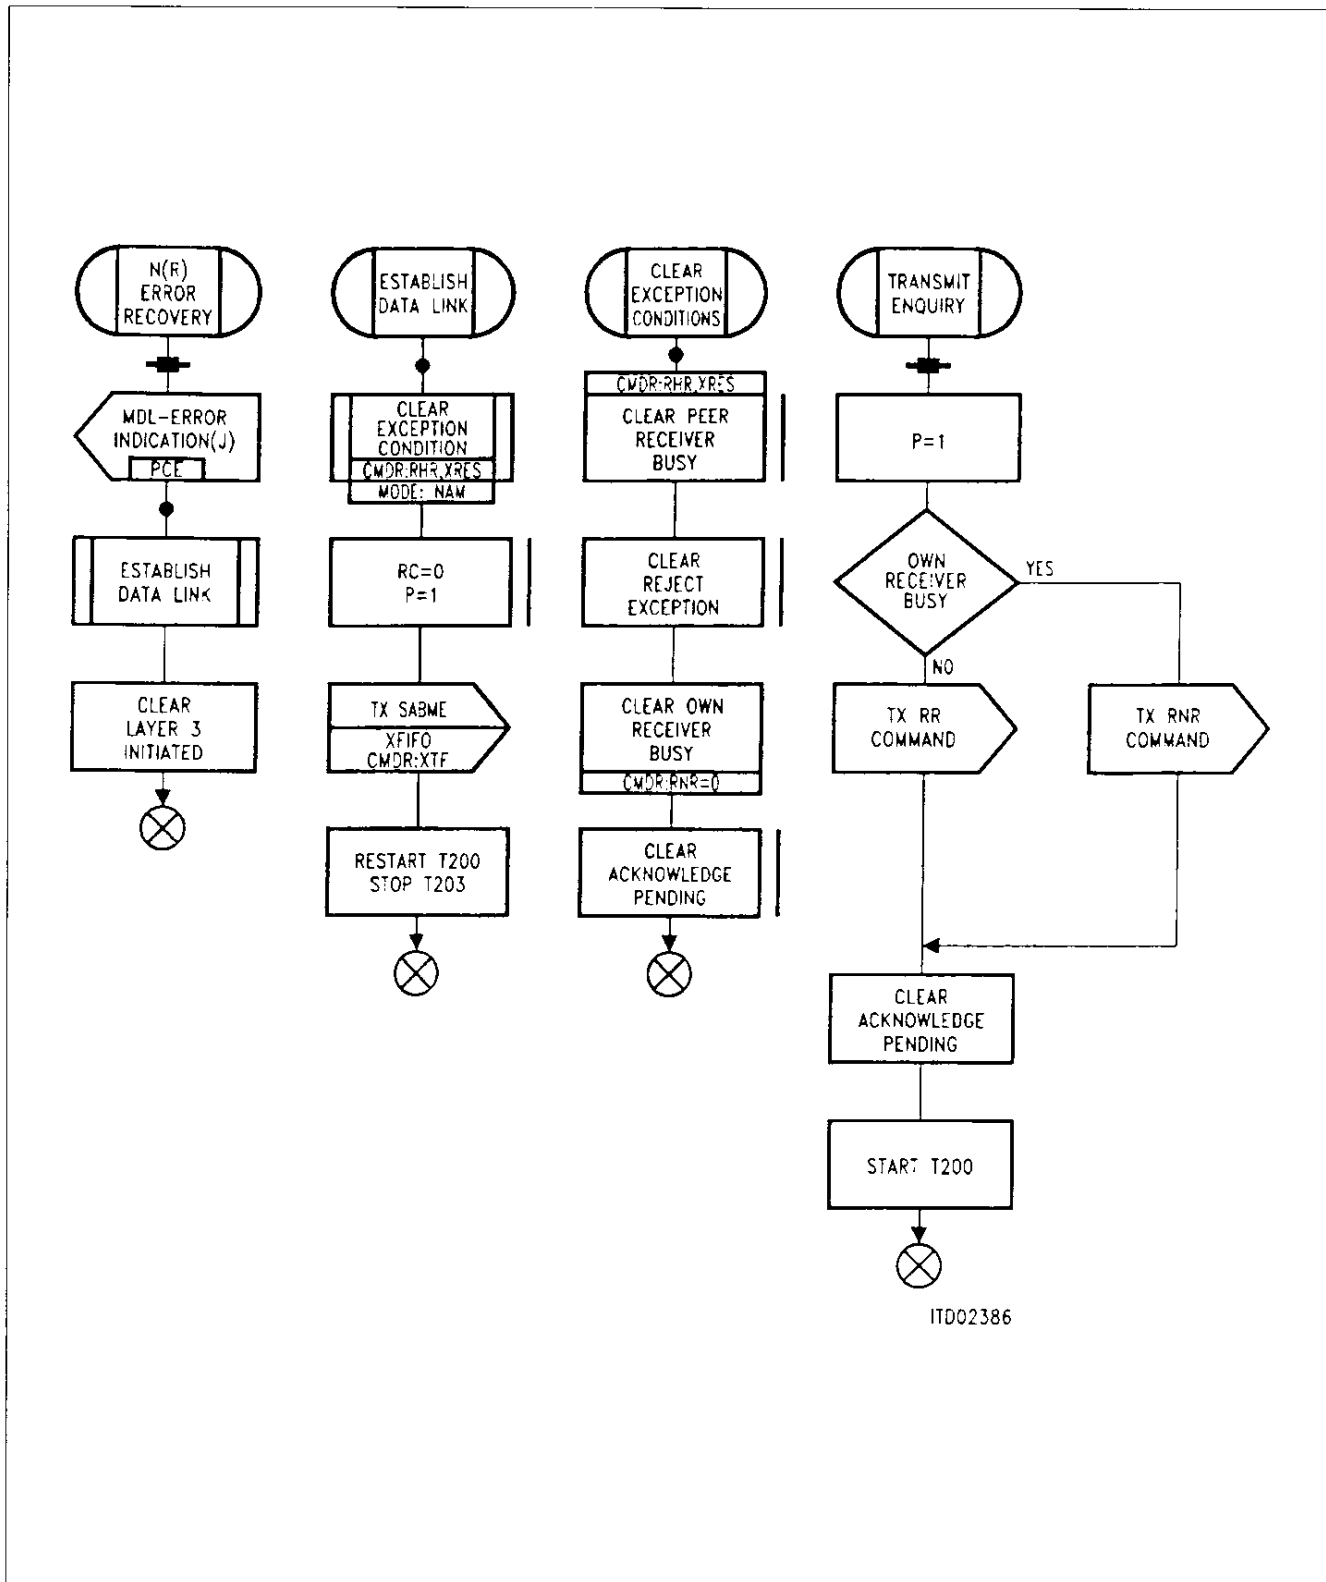 N(R)
ERROR
RECOVERY
MDL-ERROR
INDICATION(J)
PCE
ESTABLISH
DATA LINK
CLEAR
LAYER 3
INITIATED
ESTABLISH
DATA LINK
CLEAR
EXCEPTION
CONDITION
CMDR:RHR,XRES
MODE: NAM
RC=0
P=1
TX SABME
XFIFO
CMDR:XTF
RESTART T200
STOP T203
CLEAR
EXCEPTION
CONDITIONS
CMDR:RHR,XRES
CLEAR PEER
RECEIVER
BUSY
CLEAR
REJECT
EXCEPTION
CLEAR OWN
RECEIVER
BUSY
CMDR:RNR=0
CLEAR
ACKNOWLEDGE
PENDING
TRANSMIT
ENQUIRY
P=1
OWN
RECEIVER
BUSY
YES
NO
TX RR
COMMAND
TX RNR
COMMAND
CLEAR
ACKNOWLEDGE
PENDING
START T200
ITD02386